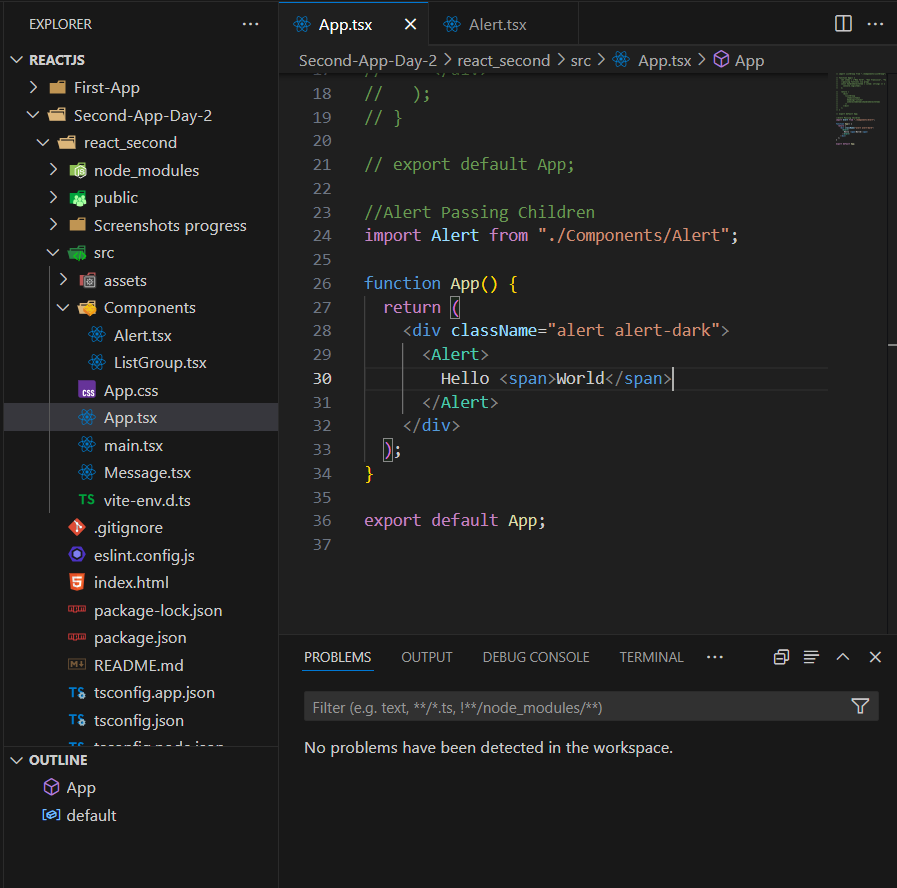 EXPLORER ...
REACTJS
First-App
Second-App-Day-2
react_second
node_modules
public
Screenshots progress
src
assets
Components
Alert.tsx
ListGroup.tsx
App.css
App.tsx
main.tsx
Message.tsx
TS vite-env.d.ts
.gitignore
eslint.config.js
index.html
package-lock.json
package.json
README.md
tsconfig.app.json
tsconfig.json
tsconfig.node.json
OUTLINE
App
default
App.tsx Alert.tsx
Second-App-Day-2 > react_second > src > App.tsx > App
17 // </div>
18 // );
19 // }
20
21 // export default App;
22
23 //Alert Passing Children
24 import Alert from "./Components/Alert";
25
26 function App() {
27 return (
28 <div className="alert alert-dark">
29 <Alert>
30 Hello <span>World</span>
31 </Alert>
32 </div>
33 );
34 }
35
36 export default App;
37
PROBLEMS OUTPUT DEBUG CONSOLE TERMINAL ...
Filter (e.g. text, **/*.ts, !**/node_modules/**)
No problems have been detected in the workspace.